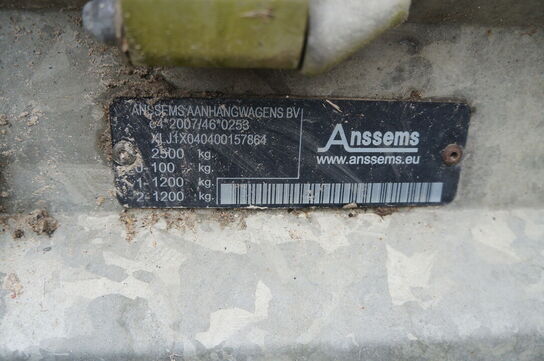 ANSSEMS AANHANGWAGENS BV
e4*2007/46*0253
XLJ1X040400157864
2500 kg.
0- 100 kg.
1- 1200 kg.
2- 1200 kg.
Anssems
www.anssems.eu